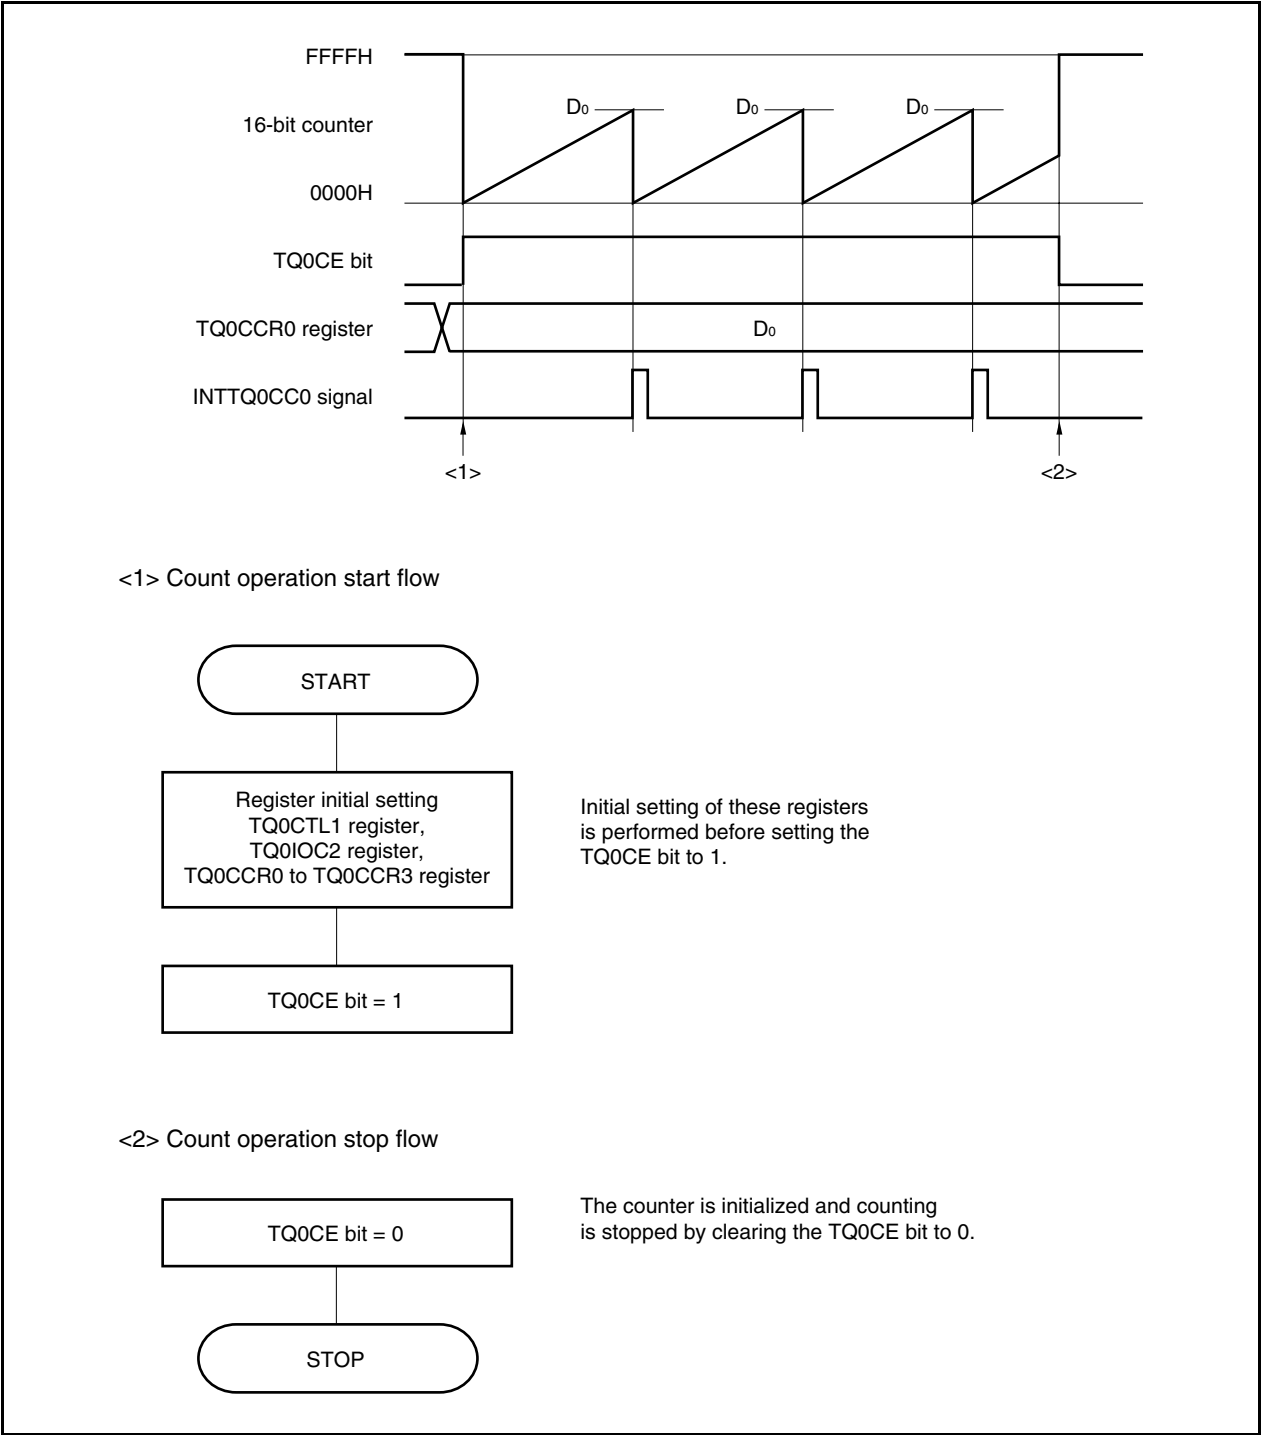 FFFFH
D0 D0 D0
16-bit counter
0000H
TQ0CE bit
TQ0CCR0 register D0
INTTQ0CC0 signal
<1> <2>
<1> Count operation start flow
START
Register initial setting
TQ0CTL1 register,
TQ0IOC2 register,
TQ0CCR0 to TQ0CCR3 register
Initial setting of these registers
is performed before setting the
TQ0CE bit to 1.
TQ0CE bit = 1
<2> Count operation stop flow
TQ0CE bit = 0
The counter is initialized and counting
is stopped by clearing the TQ0CE bit to 0.
STOP